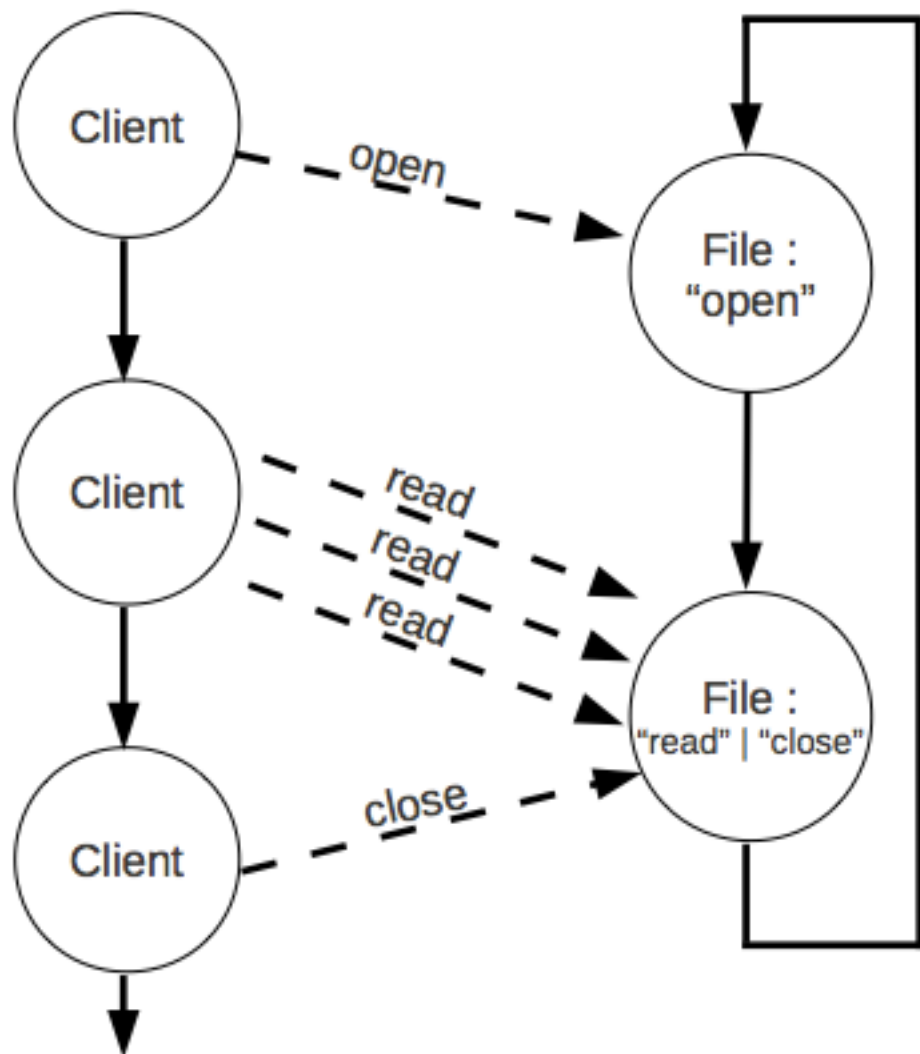 Client
open
File :
“open”
Client
read
read
read
File :
“read” | “close”
Client
close